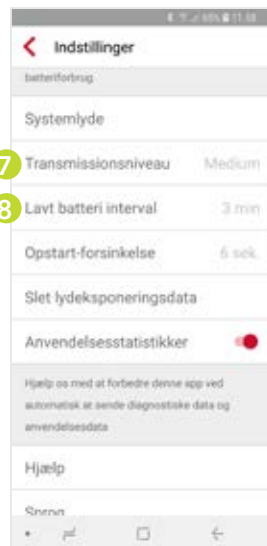 Indstillinger
batteriforbrug
Systemlyde
7 Transmissionsniveau Medium
8 Lavt batteri interval 3 min
Opstart-forsinkelse 6 sek.
Slet lydeksponeringsdata
Anvendelsesstatistikker
Hjælp os med at forbedre denne app ved
automatisk at sende diagnostiske data og
anvendelsesdata
Hjælp
Sprog